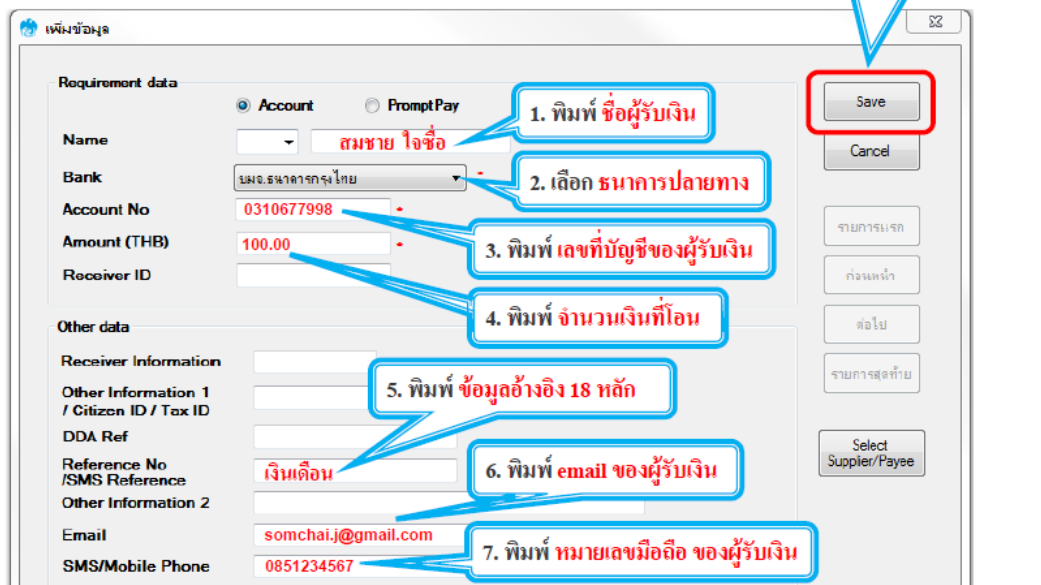 เพิ่มข้อมูล
Requirement data
Account
PromptPay
1. พิมพ์ ชื่อผู้รับเงิน
Save
Name
สมชาย ใจซื่อ
Cancel
Bank
บมจ.ธนาคารกรุงไทย
*
2. เลือก ธนาคารปลายทาง
Account No
0310677998
*
รายการแรก
Amount (THB)
100.00
*
3. พิมพ์ เลขที่บัญชีของผู้รับเงิน
Receiver ID
ก่อนหน้า
4. พิมพ์ จำนวนเงินที่โอน
Other data
ต่อไป
Receiver Information
รายการสุดท้าย
Other Information 1
/ Citizen ID / Tax ID
5. พิมพ์ ข้อมูลอ้างอิง 18 หลัก
DDA Ref
Select
Supplier/Payee
Reference No
/SMS Reference
เงินเดือน
6. พิมพ์ email ของผู้รับเงิน
Other Information 2
Email
somchai.j@gmail.com
7. พิมพ์ หมายเลขมือถือ ของผู้รับเงิน
SMS/Mobile Phone
0851234567